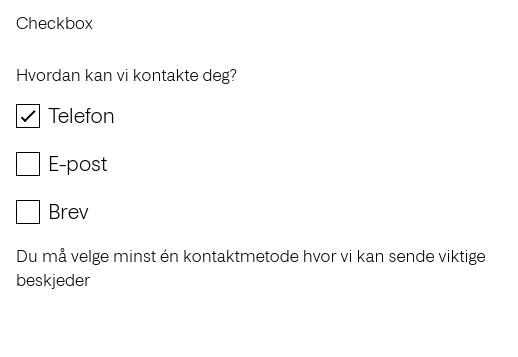 Checkbox
Hvordan kan vi kontakte deg?
Telefon
E-post
Brev
Du må velge minst én kontaktmetode hvor vi kan sende viktige
beskjeder